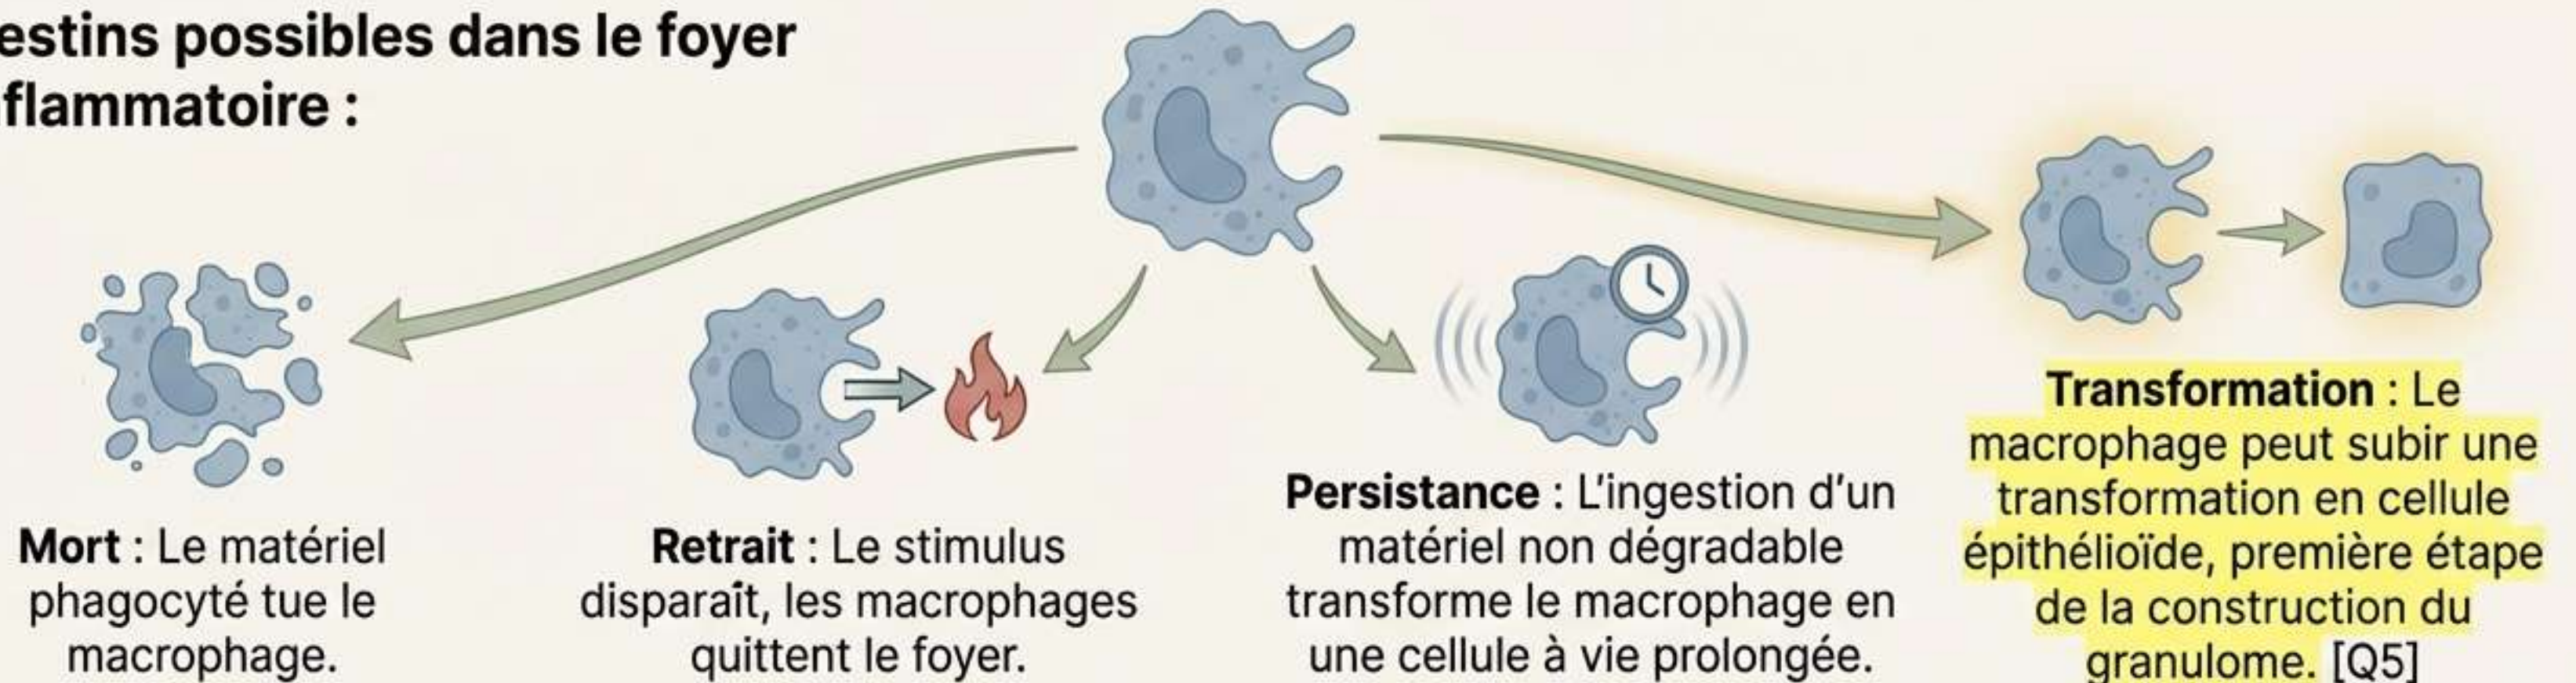 estins possibles dans le foyer
flammatoire :
Mort : Le matériel
phagocyté tue le
macrophage.
Retrait : Le stimulus
disparaît, les macrophages
quittent le foyer.
Persistance : L'ingestion d'un
matériel non dégradable
transforme le macrophage en
une cellule à vie prolongée.
Transformation : Le
macrophage peut subir une
transformation en cellule
épithélioïde, première étape
de la construction du
granulome. [Q5]